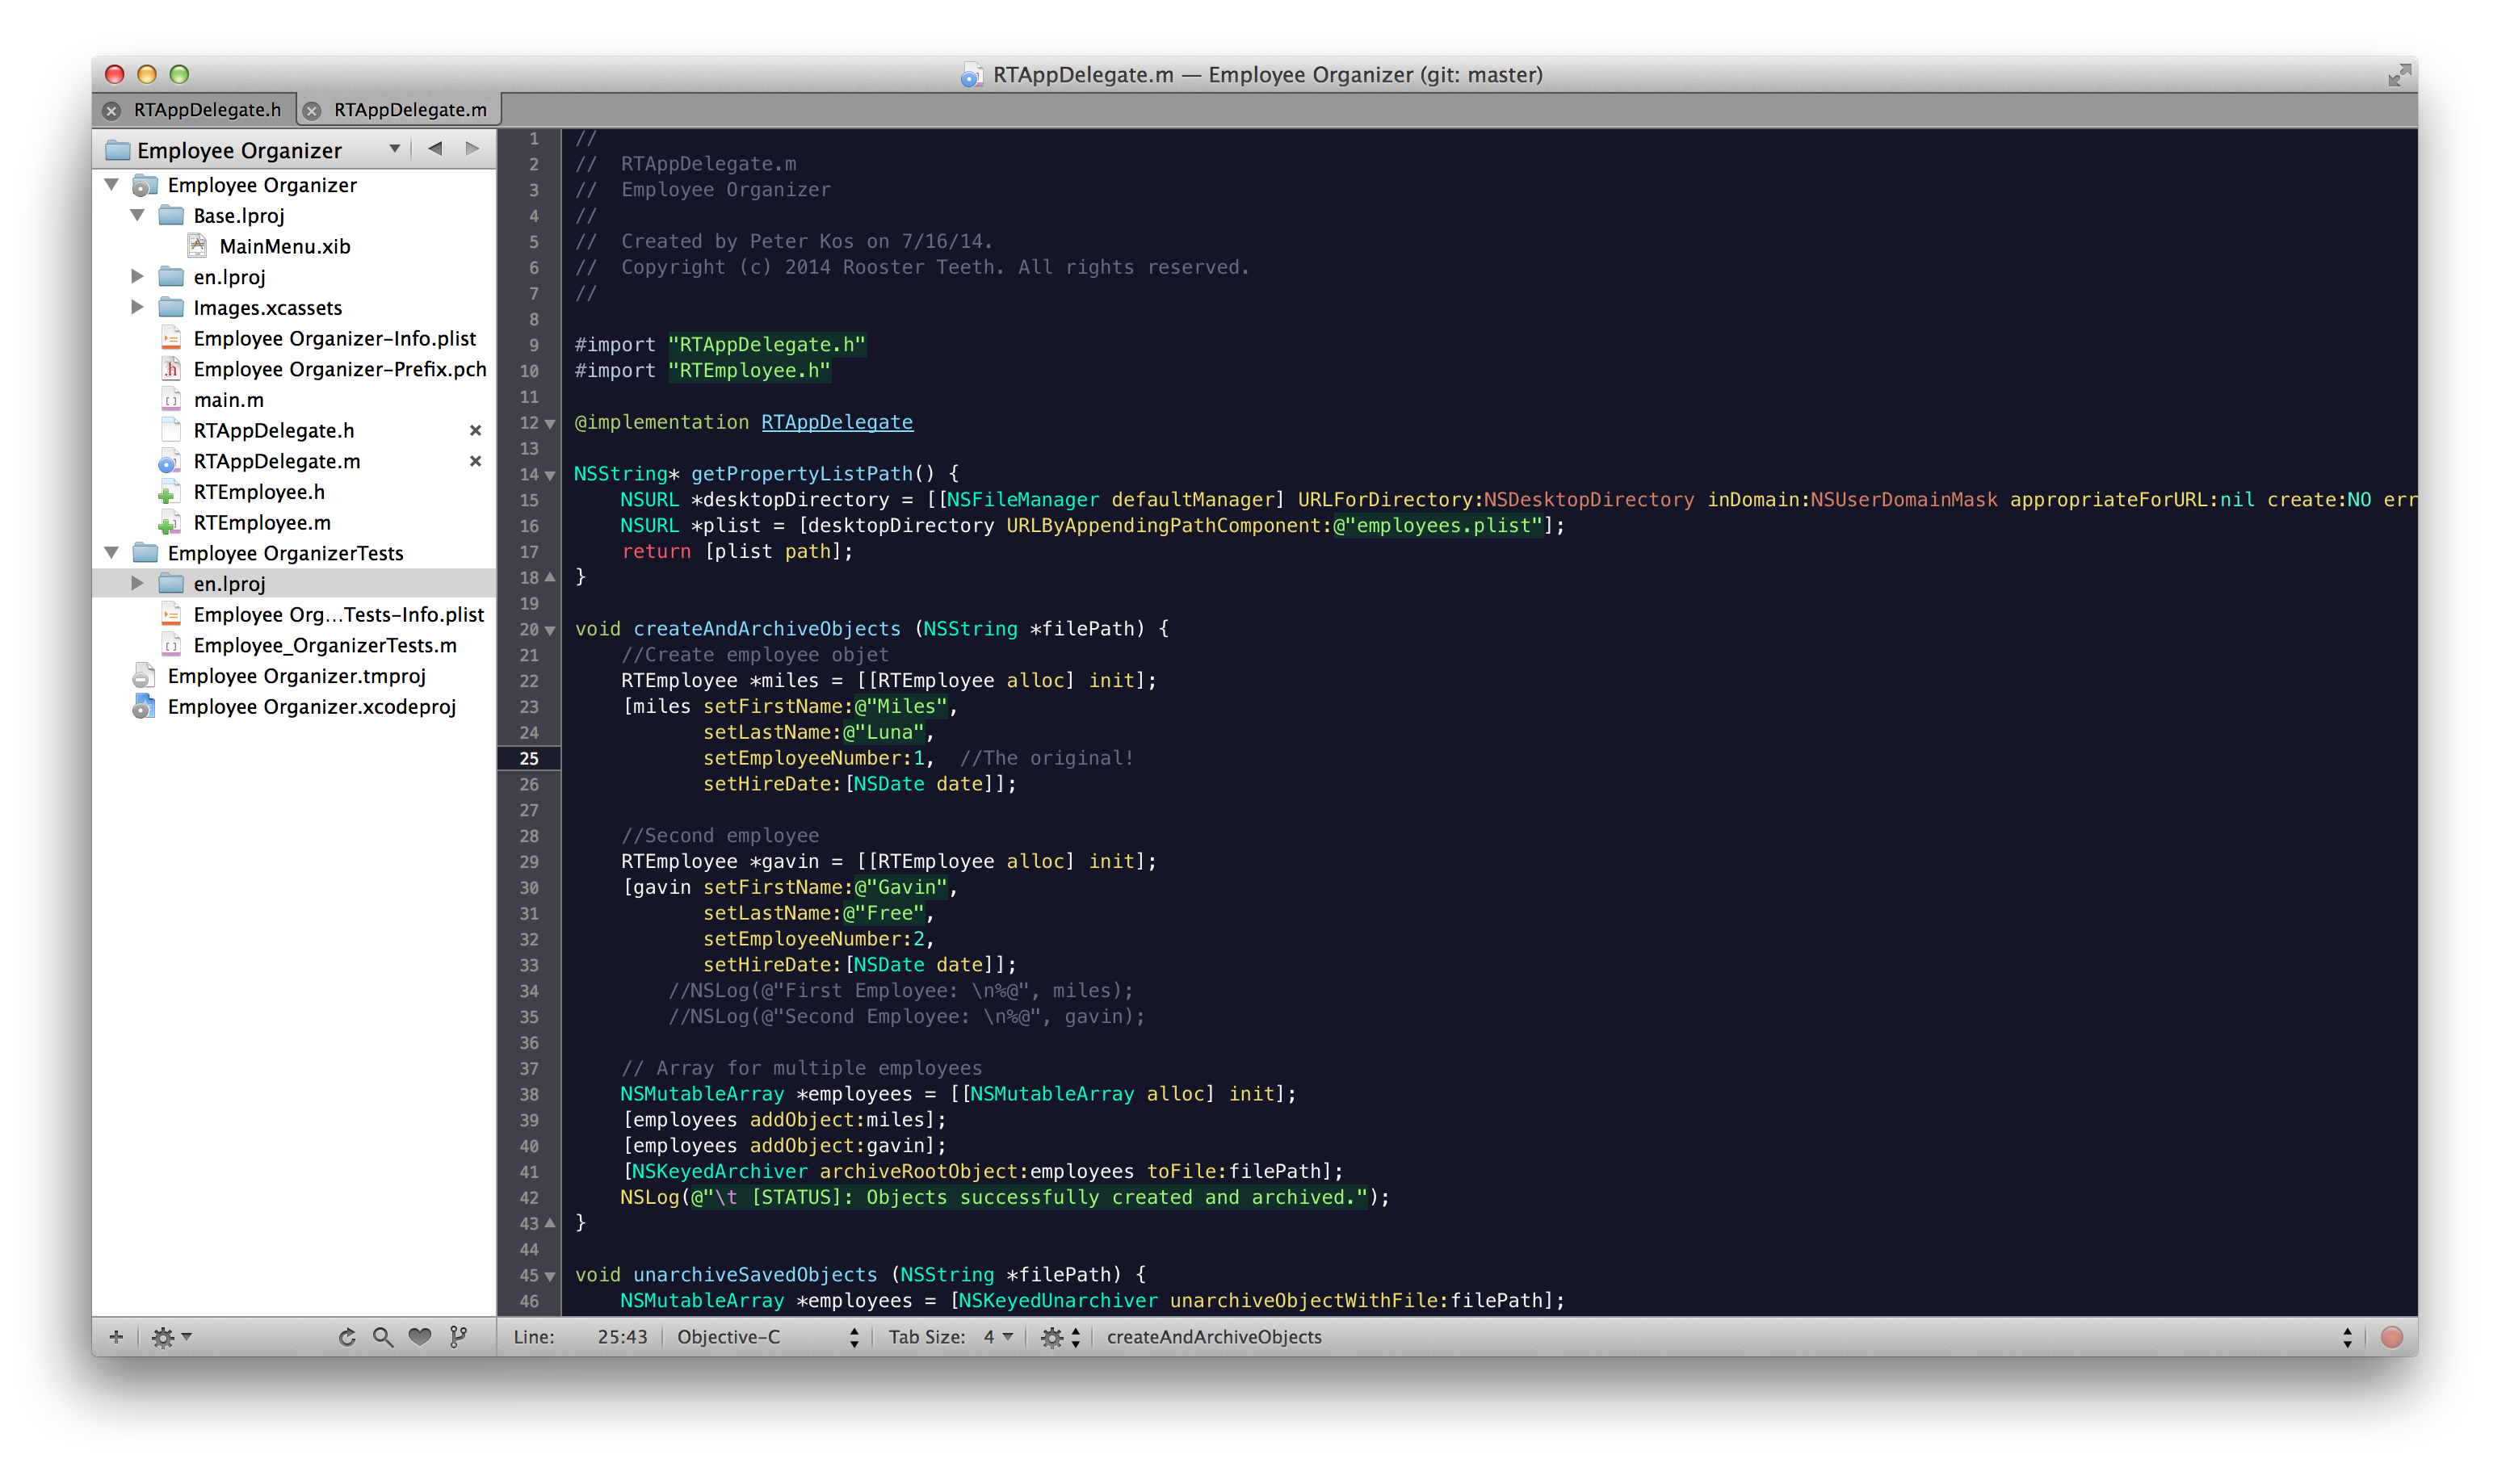 RTAppDelegate.m — Employee Organizer (git: master)
RTAppDelegate.h
RTAppDelegate.m
Employee Organizer
Employee Organizer
Base.lproj
MainMenu.xib
en.lproj
Images.xcassets
Employee Organizer-Info.plist
Employee Organizer-Prefix.pch
main.m
RTAppDelegate.h
RTAppDelegate.m
RTEmployee.h
RTEmployee.m
Employee OrganizerTests
en.lproj
Employee Org...Tests-Info.plist
Employee_OrganizerTests.m
Employee Organizer.tmproj
Employee Organizer.xcodeproj
1 //
2 //  RTAppDelegate.m
3 //  Employee Organizer
4 //
5 //  Created by Peter Kos on 7/16/14.
6 //  Copyright (c) 2014 Rooster Teeth. All rights reserved.
7 //
8
9 #import "RTAppDelegate.h"
10 #import "RTEmployee.h"
11
12 @implementation RTAppDelegate
13
14 NSString* getPropertyListPath() {
15     NSURL *desktopDirectory = [[NSFileManager defaultManager] URLForDirectory:NSDesktopDirectory inDomain:NSUserDomainMask appropriateForURL:nil create:NO err
16     NSURL *plist = [desktopDirectory URLByAppendingPathComponent:@"employees.plist"];
17     return [plist path];
18 }
19
20 void createAndArchiveObjects (NSString *filePath) {
21     //Create employee objet
22     RTEmployee *miles = [[RTEmployee alloc] init];
23     [miles setFirstName:@"Miles",
24            setLastName:@"Luna",
25            setEmployeeNumber:1,  //The original!
26            setHireDate:[NSDate date]];
27
28     //Second employee
29     RTEmployee *gavin = [[RTEmployee alloc] init];
30     [gavin setFirstName:@"Gavin",
31            setLastName:@"Free",
32            setEmployeeNumber:2,
33            setHireDate:[NSDate date]];
34         //NSLog(@"First Employee: \n%@", miles);
35         //NSLog(@"Second Employee: \n%@", gavin);
36
37     // Array for multiple employees
38     NSMutableArray *employees = [[NSMutableArray alloc] init];
39     [employees addObject:miles];
40     [employees addObject:gavin];
41     [NSKeyedArchiver archiveRootObject:employees toFile:filePath];
42     NSLog(@"\t [STATUS]: Objects successfully created and archived.");
43 }
44
45 void unarchiveSavedObjects (NSString *filePath) {
46     NSMutableArray *employees = [NSKeyedUnarchiver unarchiveObjectWithFile:filePath];
Line: 25:43 Objective-C Tab Size: 4 createAndArchiveObjects